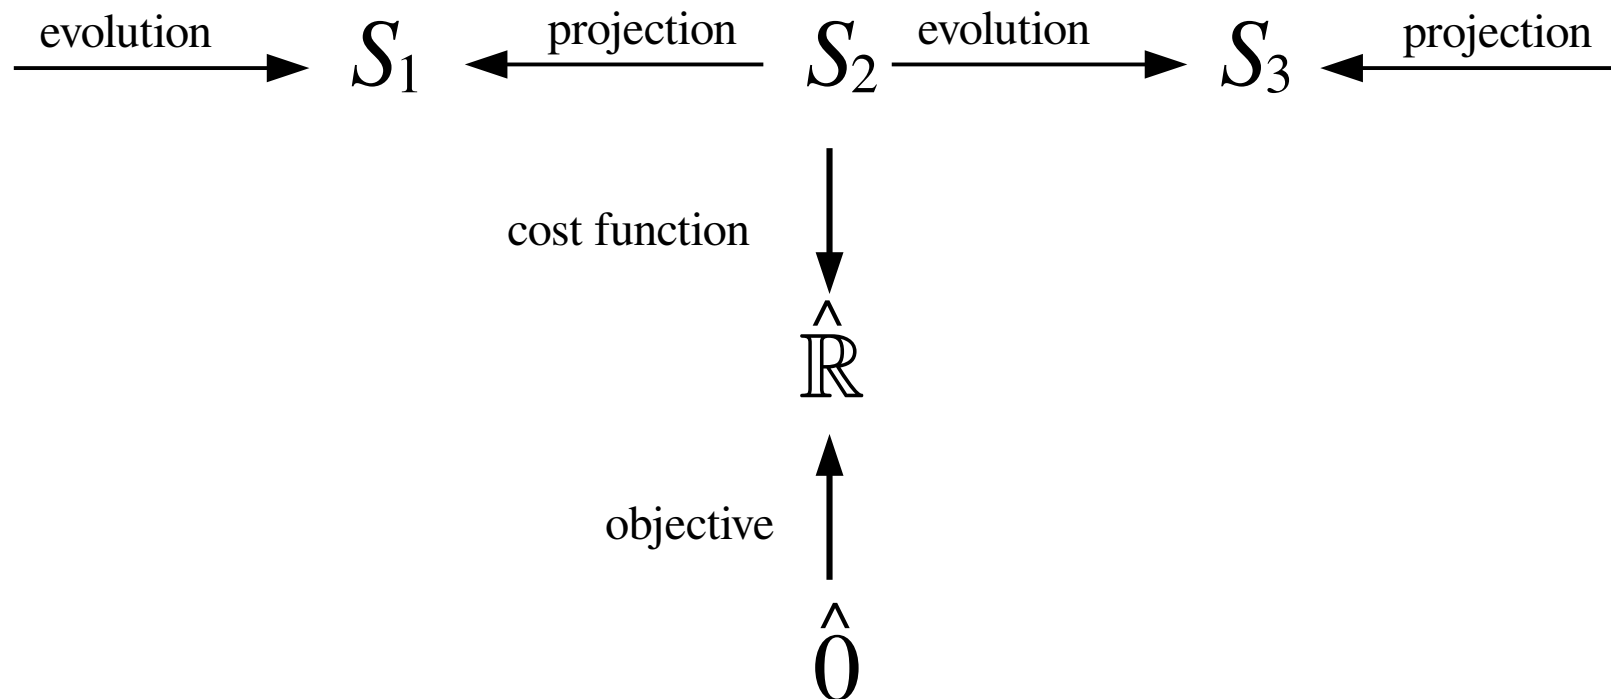 evolution S₁ projection S₂ evolution S₃ projection
cost function
ℝ̂
objective
0̂